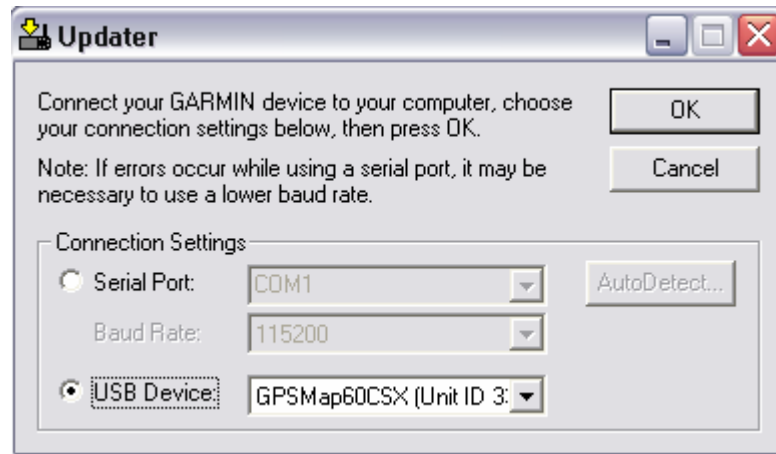 Updater
Connect your GARMIN device to your computer, choose
your connection settings below, then press OK.
OK
Note: If errors occur while using a serial port, it may be
necessary to use a lower baud rate.
Cancel
Connection Settings
Serial Port:
COM1
AutoDetect...
Baud Rate:
115200
USB Device:
GPSMap60CSX (Unit ID 3